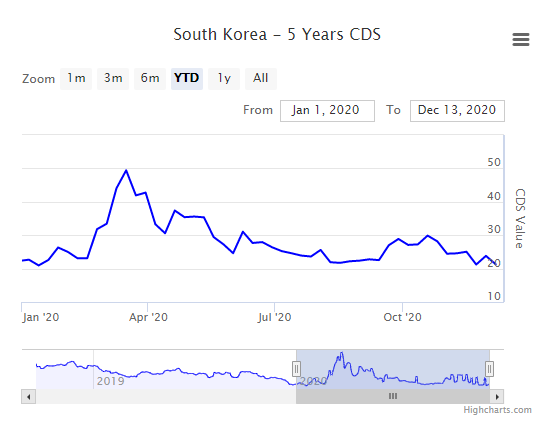 South Korea - 5 Years CDS
Zoom 1m 3m 6m YTD 1y All
From Jan 1, 2020 To Dec 13, 2020
50
40
30
20
10
CDS Value
Jan '20 Apr '20 Jul '20 Oct '20
2019 2020
Highcharts.com